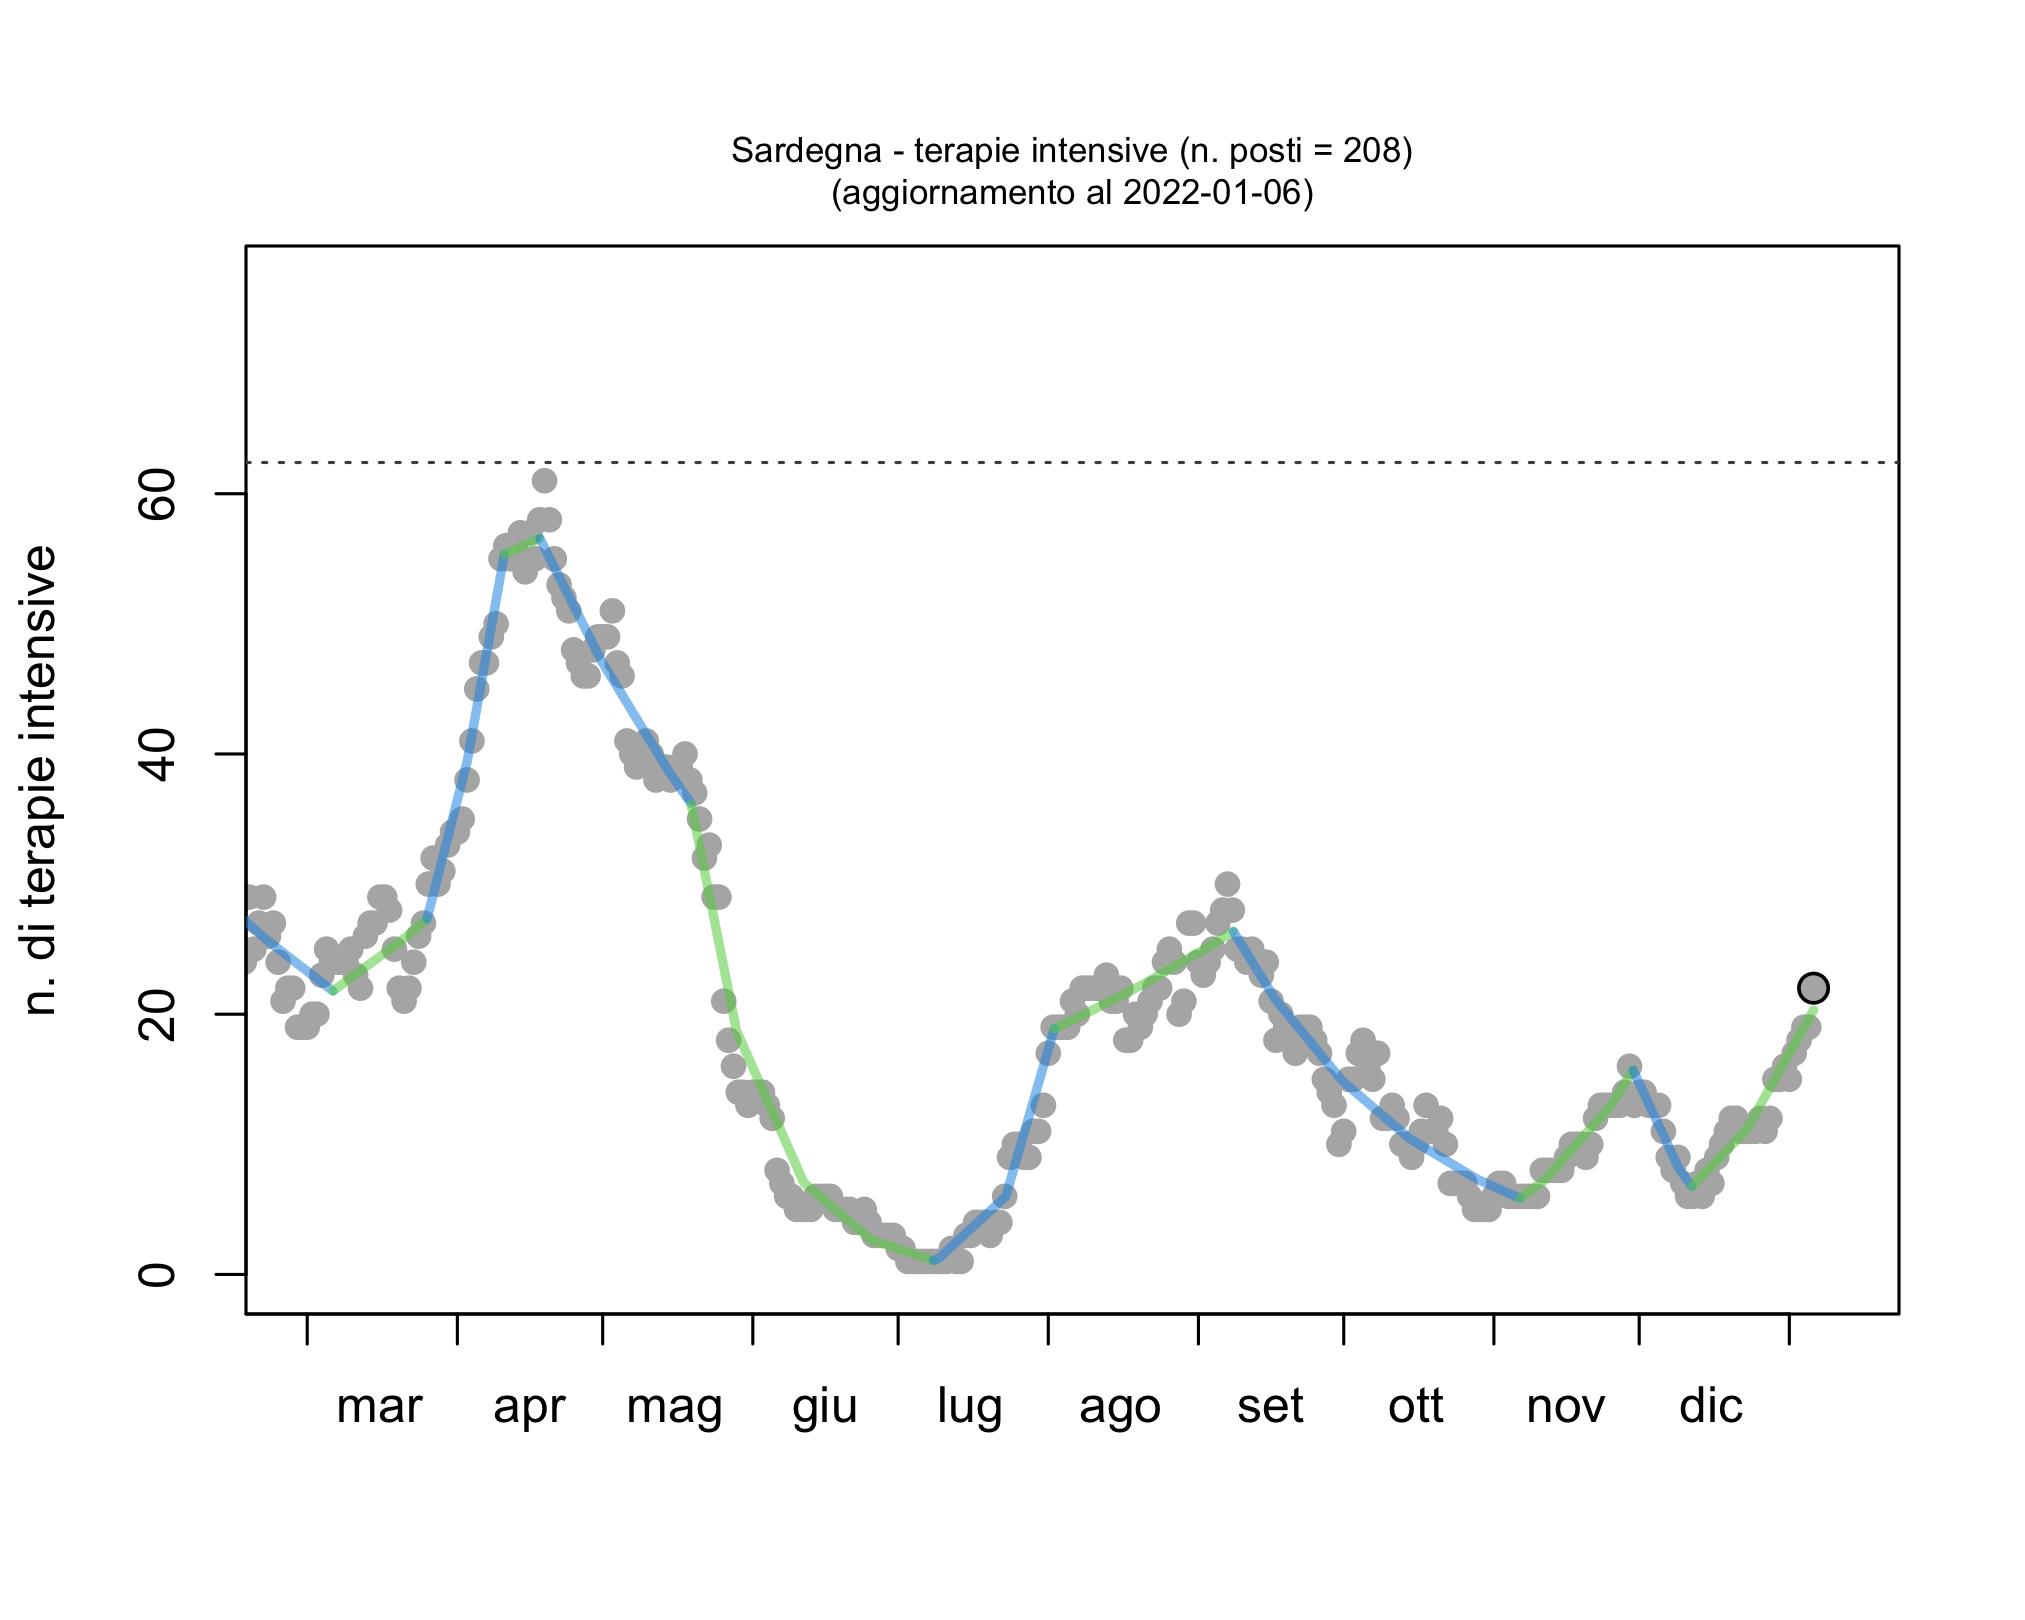 Sardegna - terapie intensive (n. posti = 208)
(aggiornamento al 2022-01-06)
n. di terapie intensive
60
40
20
0
mar apr mag giu lug ago set ott nov dic